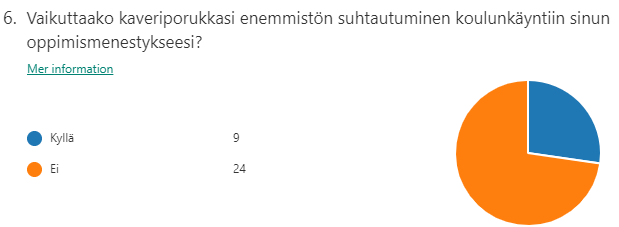 6. Vaikuttaako kaveriporukkasi enemmistön suhtautuminen koulunkäyntiin sinun
oppimismenestykseesi?
Mer information
Kyllä 9
Ei 24